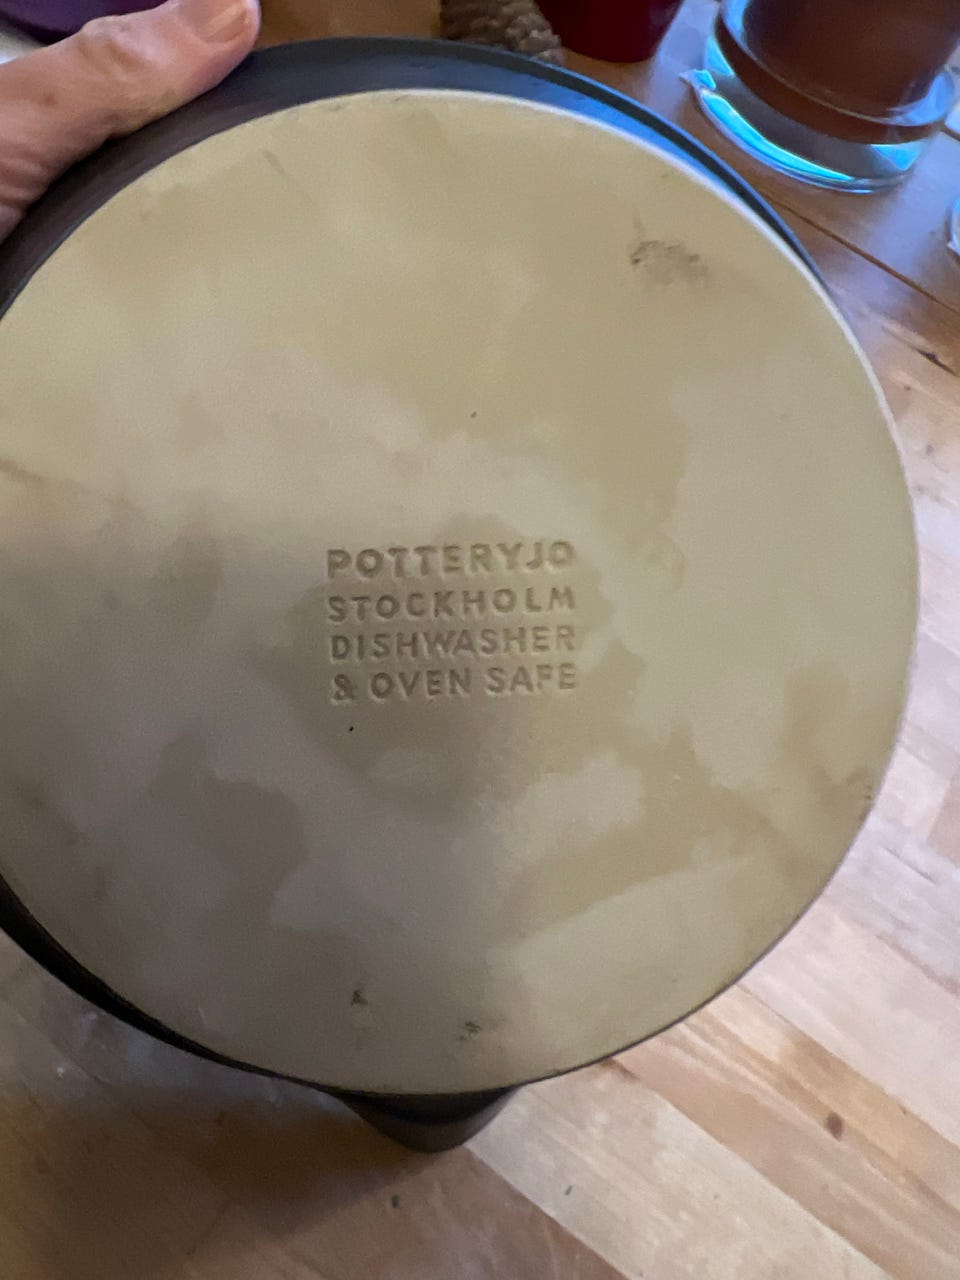 POTTERYJO
STOCKHOLM
DISHWASHER
& OVEN SAFE